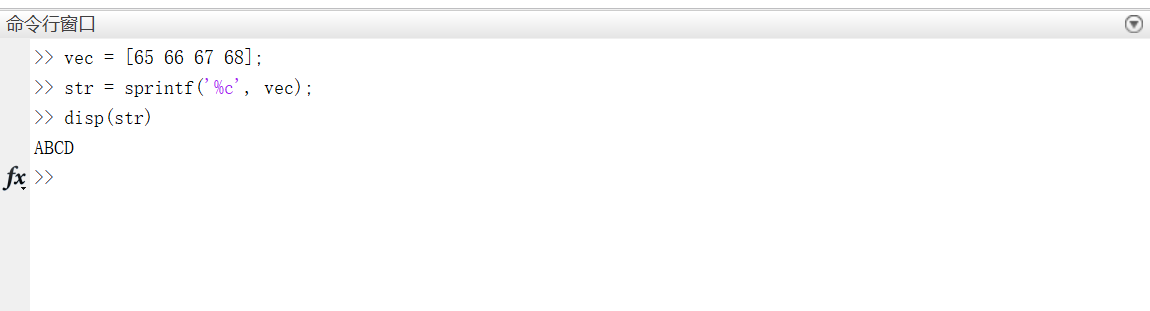 命令行窗口
>> vec = [65 66 67 68];
>> str = sprintf('%c', vec);
>> disp(str)
ABCD
fx >>